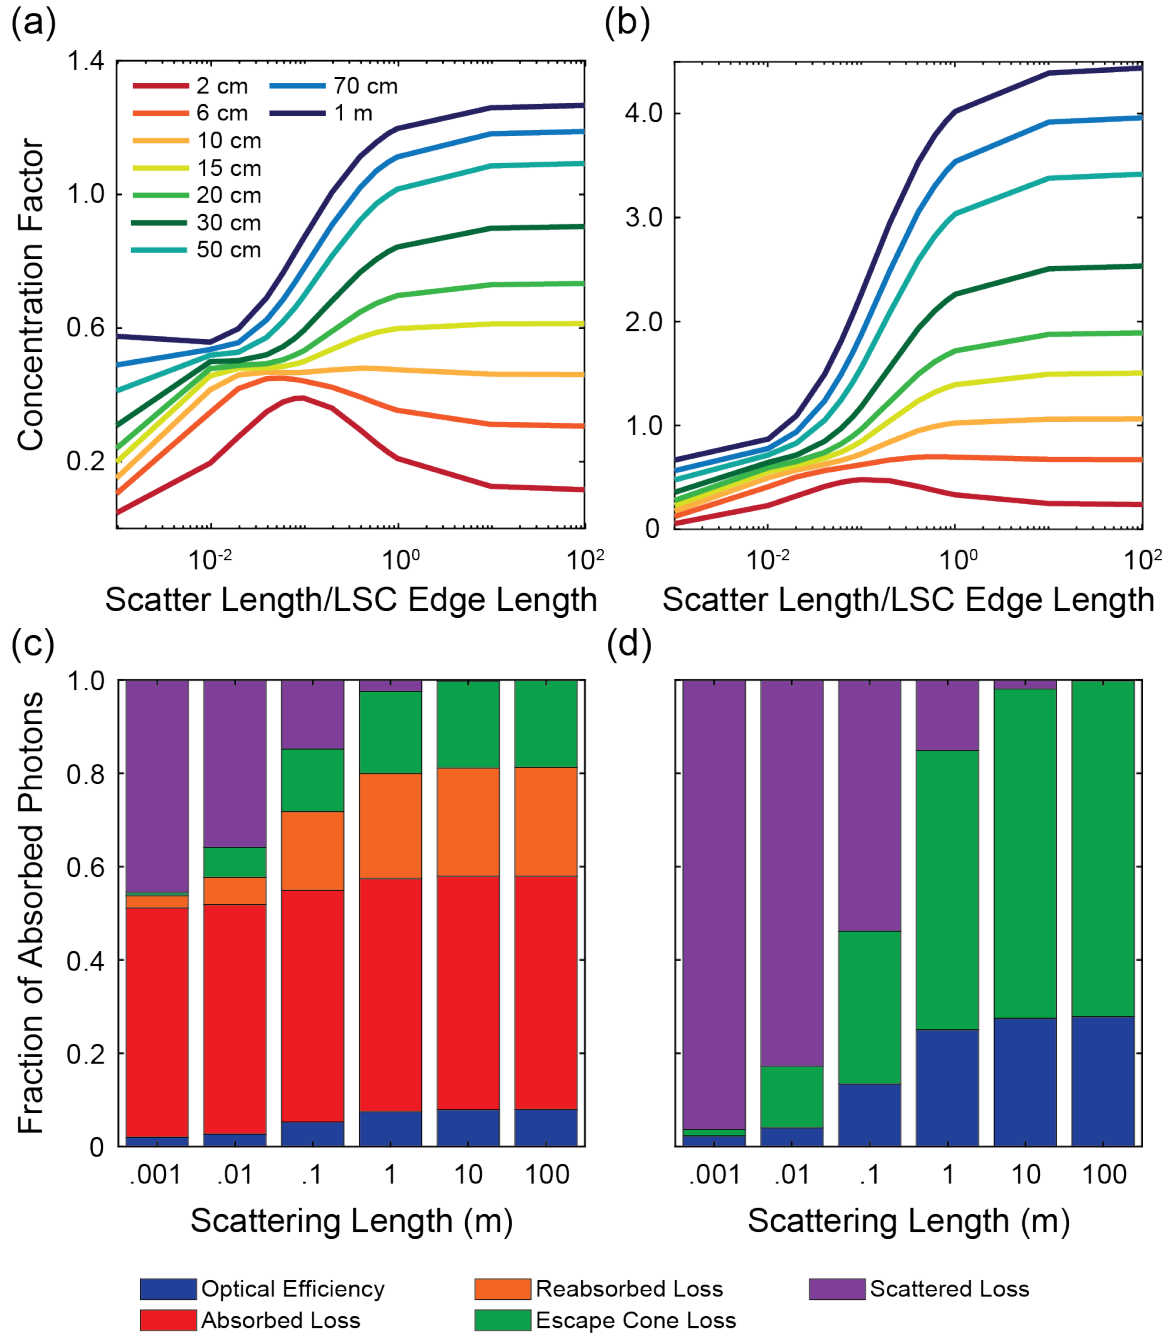 (a)
(b)
Concentration Factor
1.4
1.0
0.6
0.2
2 cm
6 cm
10 cm
15 cm
20 cm
30 cm
50 cm
70 cm
1 m
10-2
100
102
Scatter Length/LSC Edge Length
4.0
3.0
2.0
1.0
0
10-2
100
102
Scatter Length/LSC Edge Length
(c)
(d)
Fraction of Absorbed Photons
1.0
0.8
0.6
0.4
0.2
0
.001 .01 .1 1 10 100
Scattering Length (m)
.001 .01 .1 1 10 100
Scattering Length (m)
Optical Efficiency
Reabsorbed Loss
Scattered Loss
Absorbed Loss
Escape Cone Loss